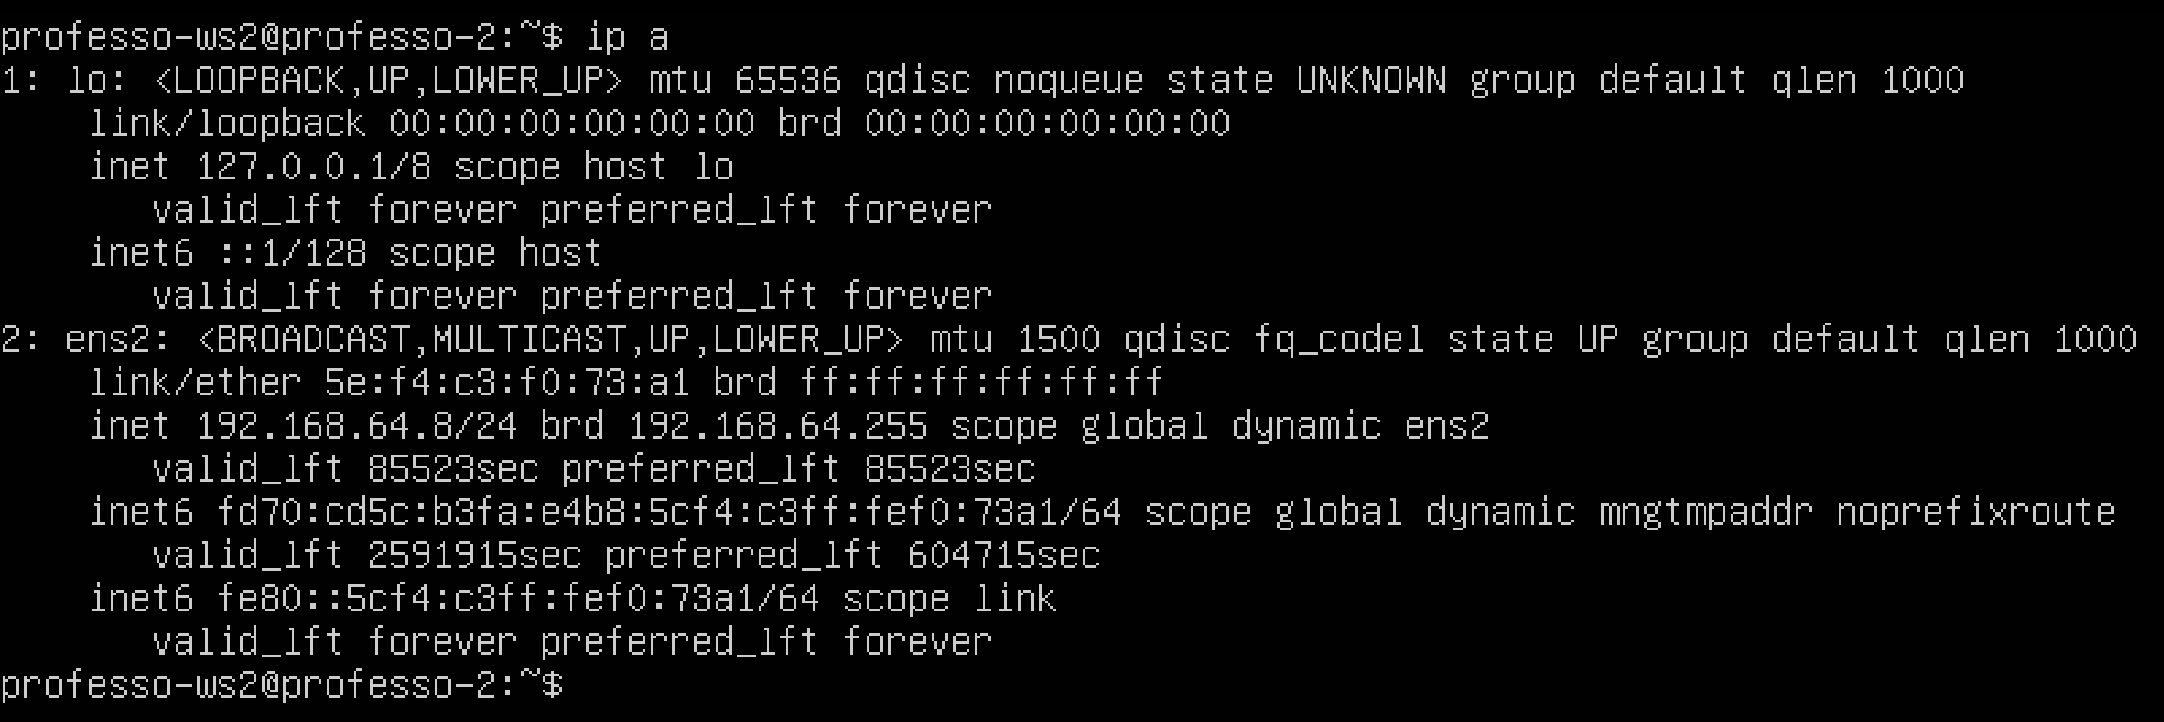 professo-ws2@professo-2:~$ ip a
1: lo: <LOOPBACK,UP,LOWER_UP> mtu 65536 qdisc noqueue state UNKNOWN group default qlen 1000
    link/loopback 00:00:00:00:00:00 brd 00:00:00:00:00:00
    inet 127.0.0.1/8 scope host lo
       valid_lft forever preferred_lft forever
    inet6 ::1/128 scope host
       valid_lft forever preferred_lft forever
2: ens2: <BROADCAST,MULTICAST,UP,LOWER_UP> mtu 1500 qdisc fq_codel state UP group default qlen 1000
    link/ether 5e:f4:c3:f0:73:a1 brd ff:ff:ff:ff:ff:ff
    inet 192.168.64.8/24 brd 192.168.64.255 scope global dynamic ens2
       valid_lft 85523sec preferred_lft 85523sec
    inet6 fd70:cd5c:b3fa:e4b8:5cf4:c3ff:fef0:73a1/64 scope global dynamic mngtmpaddr noprefixroute
       valid_lft 2591915sec preferred_lft 604715sec
    inet6 fe80::5cf4:c3ff:fef0:73a1/64 scope link
       valid_lft forever preferred_lft forever
professo-ws2@professo-2:~$